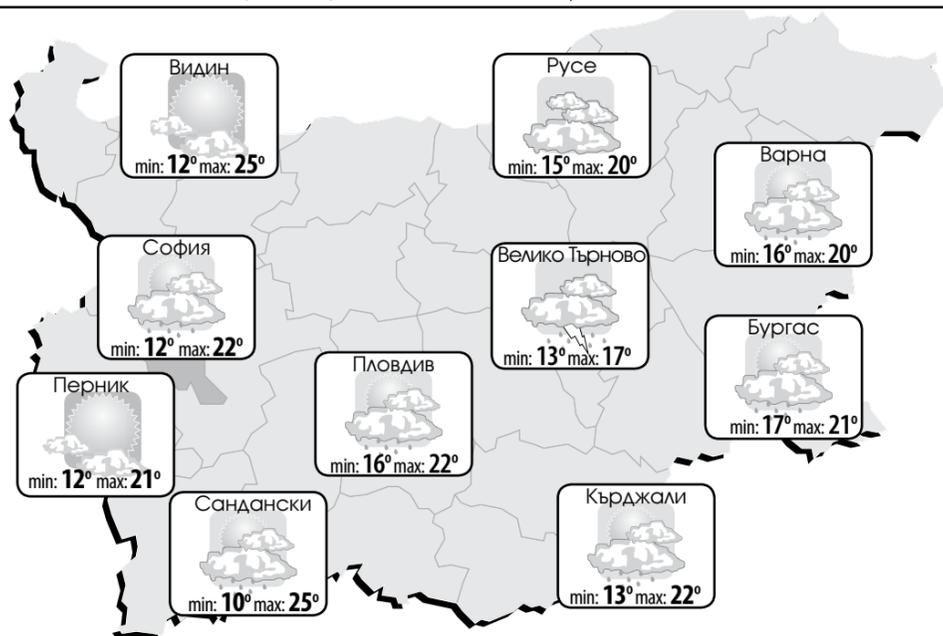 Видин
min: 12° max: 25°
Русе
min: 15° max: 20°
Варна
min: 16° max: 20°
София
min: 12° max: 22°
Велико Търново
min: 13° max: 17°
Бургас
min: 17° max: 21°
Пловдив
min: 16° max: 22°
Перник
min: 12° max: 21°
Сандански
min: 10° max: 25°
Кърджали
min: 13° max: 22°